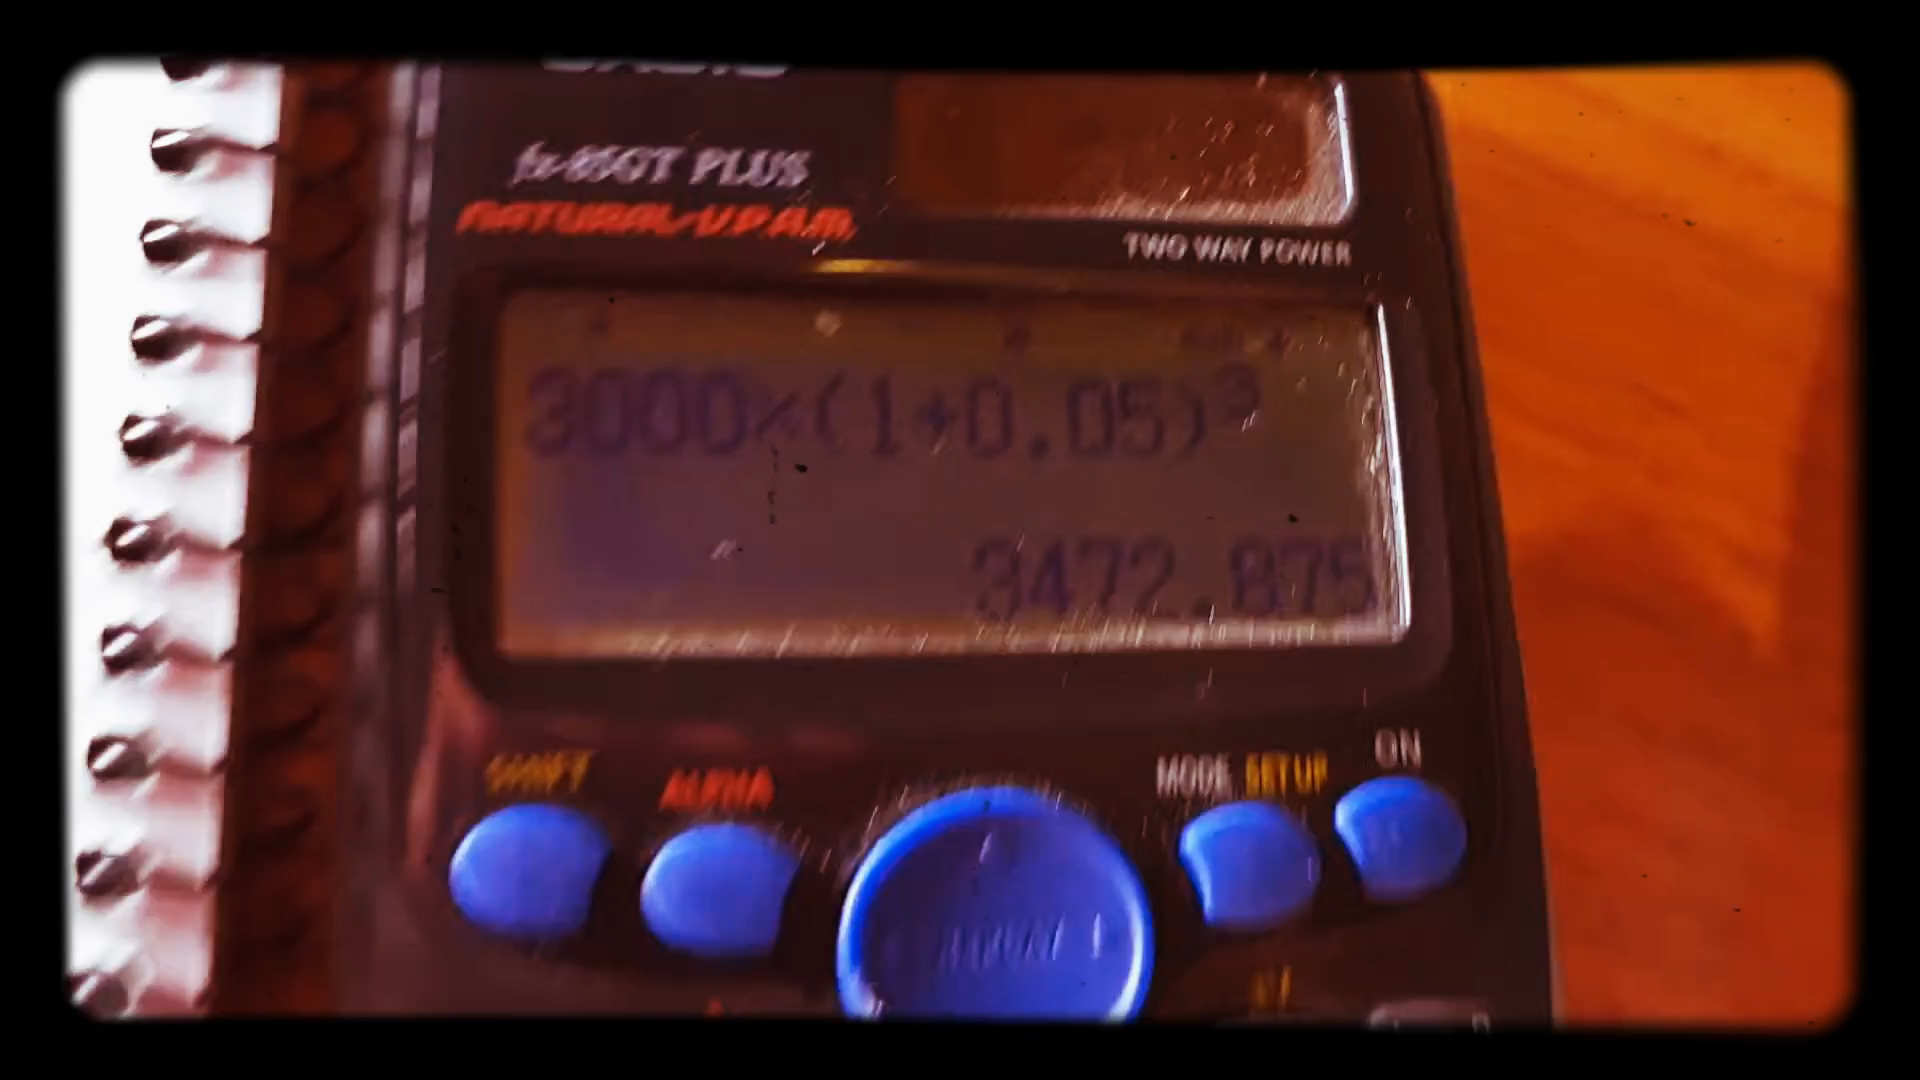 fx-85GT PLUS
NATURAL-V.P.A.M.
TWO WAY POWER
3000×(1+0.05)³
3472.875
SHIFT
ALPHA
MODE SETUP
ON